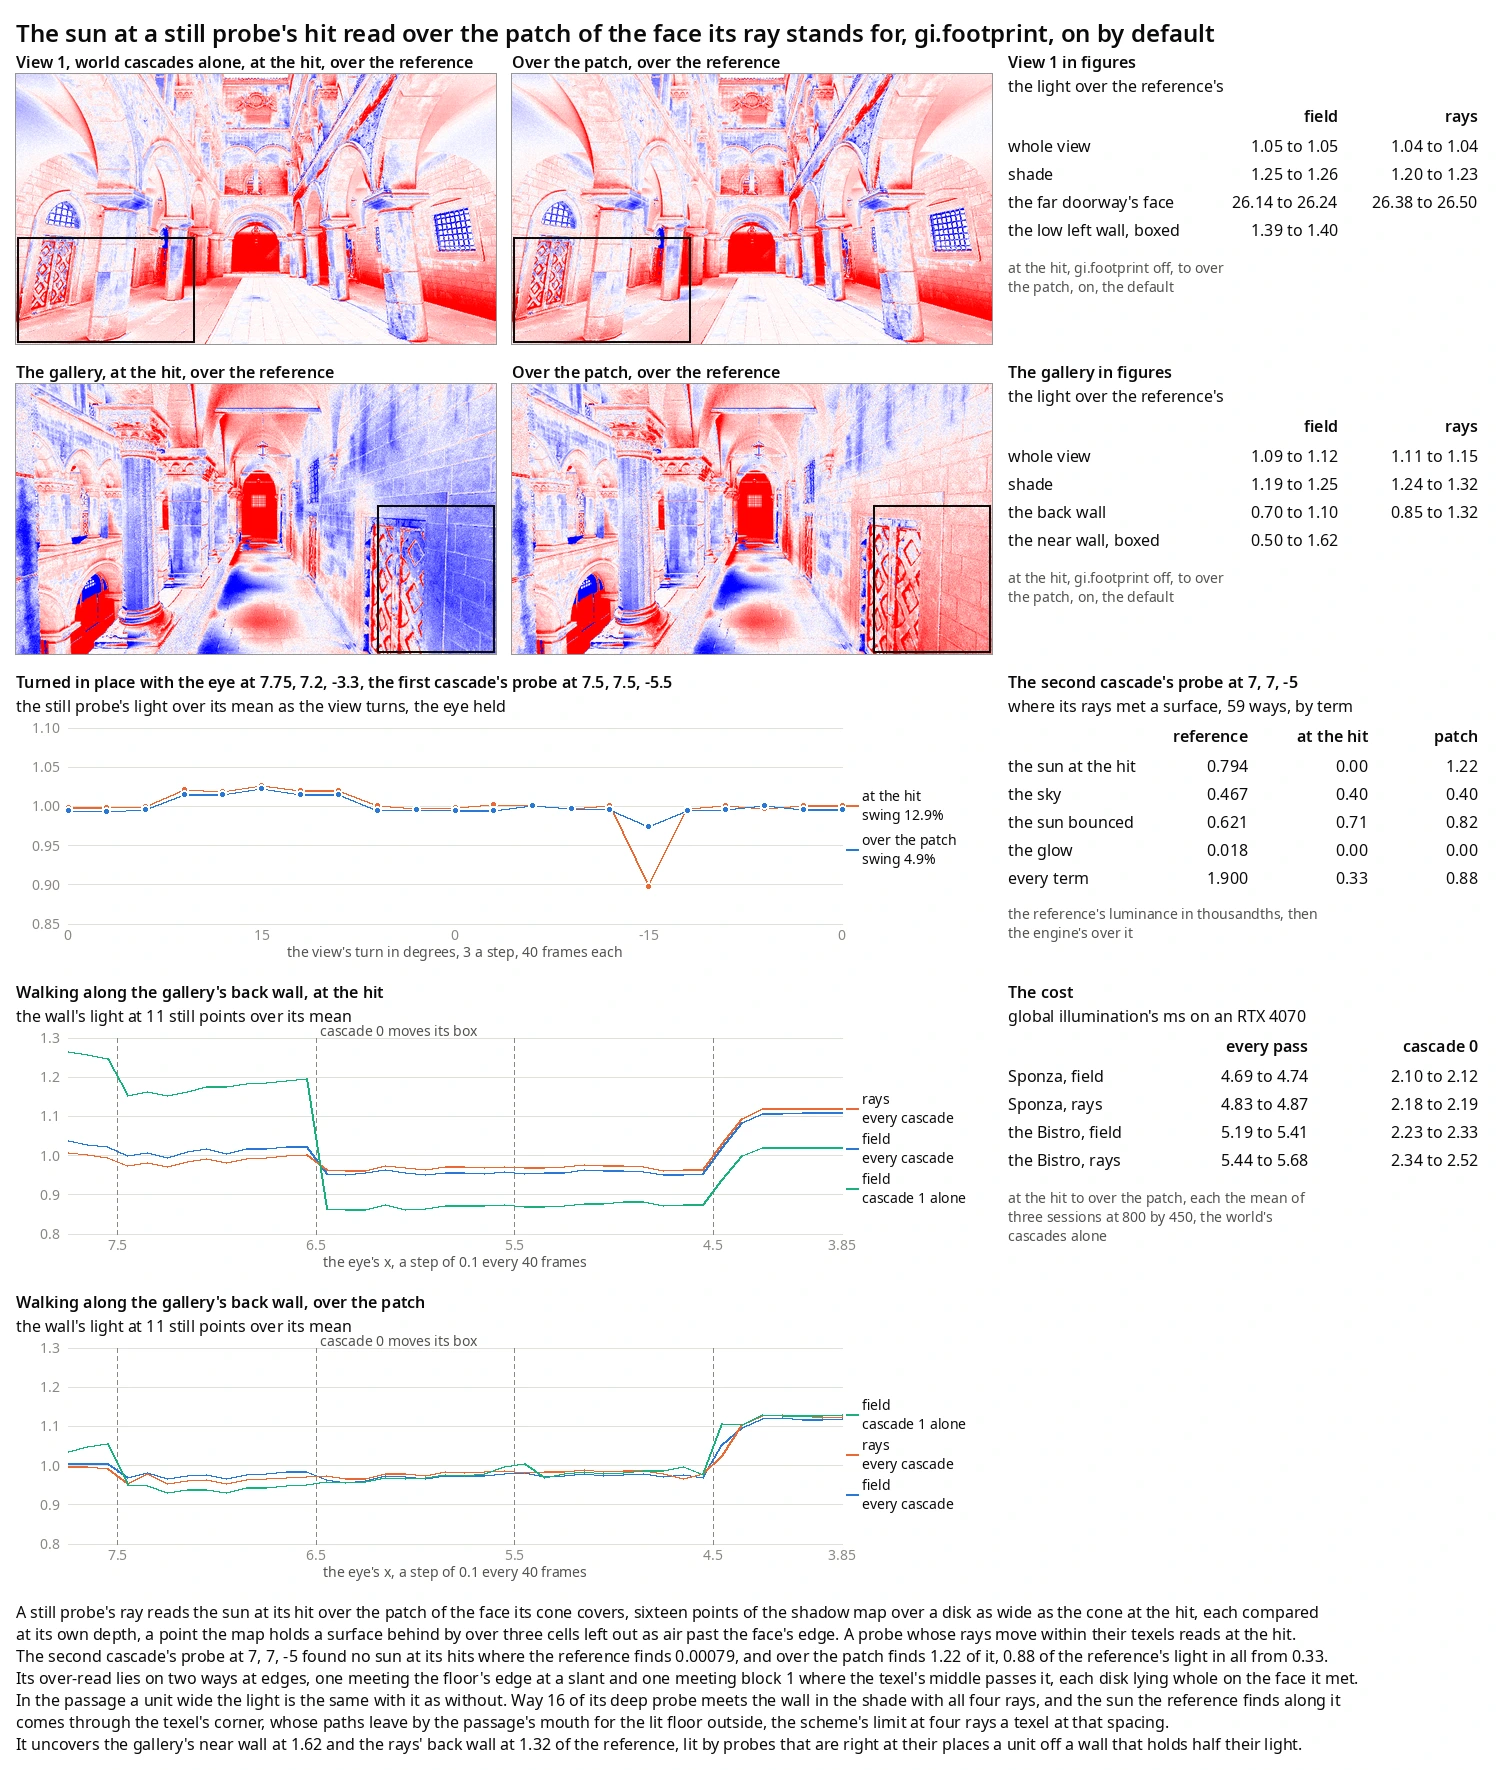 The sun at a still probe's hit read over the patch of the face its ray stands for, gi.footprint, on by default
View 1, world cascades alone, at the hit, over the reference
Over the patch, over the reference
View 1 in figures
the light over the reference's
field rays
whole view 1.05 to 1.05 1.04 to 1.04
shade 1.25 to 1.26 1.20 to 1.23
the far doorway's face 26.14 to 26.24 26.38 to 26.50
the low left wall, boxed 1.39 to 1.40
at the hit, gi.footprint off, to over
the patch, on, the default
The gallery, at the hit, over the reference
Over the patch, over the reference
The gallery in figures
the light over the reference's
field rays
whole view 1.09 to 1.12 1.11 to 1.15
shade 1.19 to 1.25 1.24 to 1.32
the back wall 0.70 to 1.10 0.85 to 1.32
the near wall, boxed 0.50 to 1.62
at the hit, gi.footprint off, to over
the patch, on, the default
Turned in place with the eye at 7.75, 7.2, -3.3, the first cascade's probe at 7.5, 7.5, -5.5
the still probe's light over its mean as the view turns, the eye held
1.10
1.05
1.00
0.95
0.90
0.85
0 15 0 -15 0
the view's turn in degrees, 3 a step, 40 frames each
at the hit
swing 12.9%
over the patch
swing 4.9%
The second cascade's probe at 7, 7, -5
where its rays met a surface, 59 ways, by term
reference at the hit patch
the sun at the hit 0.794 0.00 1.22
the sky 0.467 0.40 0.40
the sun bounced 0.621 0.71 0.82
the glow 0.018 0.00 0.00
every term 1.900 0.33 0.88
the reference's luminance in thousandths, then
the engine's over it
Walking along the gallery's back wall, at the hit
the wall's light at 11 still points over its mean
cascade 0 moves its box
1.3
1.2
1.1
1.0
0.9
0.8
7.5 6.5 5.5 4.5 3.85
the eye's x, a step of 0.1 every 40 frames
rays
every cascade
field
every cascade
field
cascade 1 alone
The cost
global illumination's ms on an RTX 4070
every pass cascade 0
Sponza, field 4.69 to 4.74 2.10 to 2.12
Sponza, rays 4.83 to 4.87 2.18 to 2.19
the Bistro, field 5.19 to 5.41 2.23 to 2.33
the Bistro, rays 5.44 to 5.68 2.34 to 2.52
at the hit to over the patch, each the mean of
three sessions at 800 by 450, the world's
cascades alone
Walking along the gallery's back wall, over the patch
the wall's light at 11 still points over its mean
cascade 0 moves its box
1.3
1.2
1.1
1.0
0.9
0.8
7.5 6.5 5.5 4.5 3.85
the eye's x, a step of 0.1 every 40 frames
field
cascade 1 alone
rays
every cascade
field
every cascade
A still probe's ray reads the sun at its hit over the patch of the face its cone covers, sixteen points of the shadow map over a disk as wide as the cone at the hit, each compared
at its own depth, a point the map holds a surface behind by over three cells left out as air past the face's edge. A probe whose rays move within their texels reads at the hit.
The second cascade's probe at 7, 7, -5 found no sun at its hits where the reference finds 0.00079, and over the patch finds 1.22 of it, 0.88 of the reference's light in all from 0.33.
Its over-read lies on two ways at edges, one meeting the floor's edge at a slant and one meeting block 1 where the texel's middle passes it, each disk lying whole on the face it met.
In the passage a unit wide the light is the same with it as without. Way 16 of its deep probe meets the wall in the shade with all four rays, and the sun the reference finds along it
comes through the texel's corner, whose paths leave by the passage's mouth for the lit floor outside, the scheme's limit at four rays a texel at that spacing.
It uncovers the gallery's near wall at 1.62 and the rays' back wall at 1.32 of the reference, lit by probes that are right at their places a unit off a wall that holds half their light.